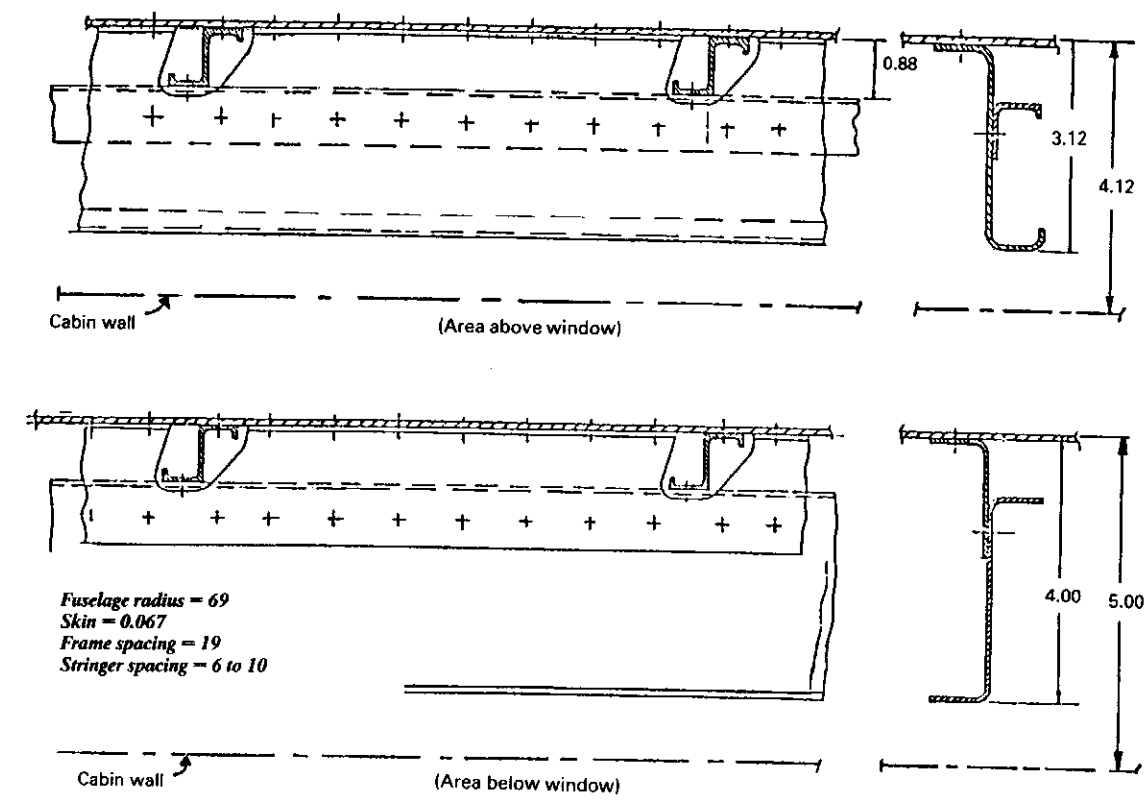 0.88
3.12
4.12
Cabin wall
(Area above window)
Fuselage radius = 69
Skin = 0.067
Frame spacing = 19
Stringer spacing = 6 to 10
4.00
5.00
Cabin wall
(Area below window)